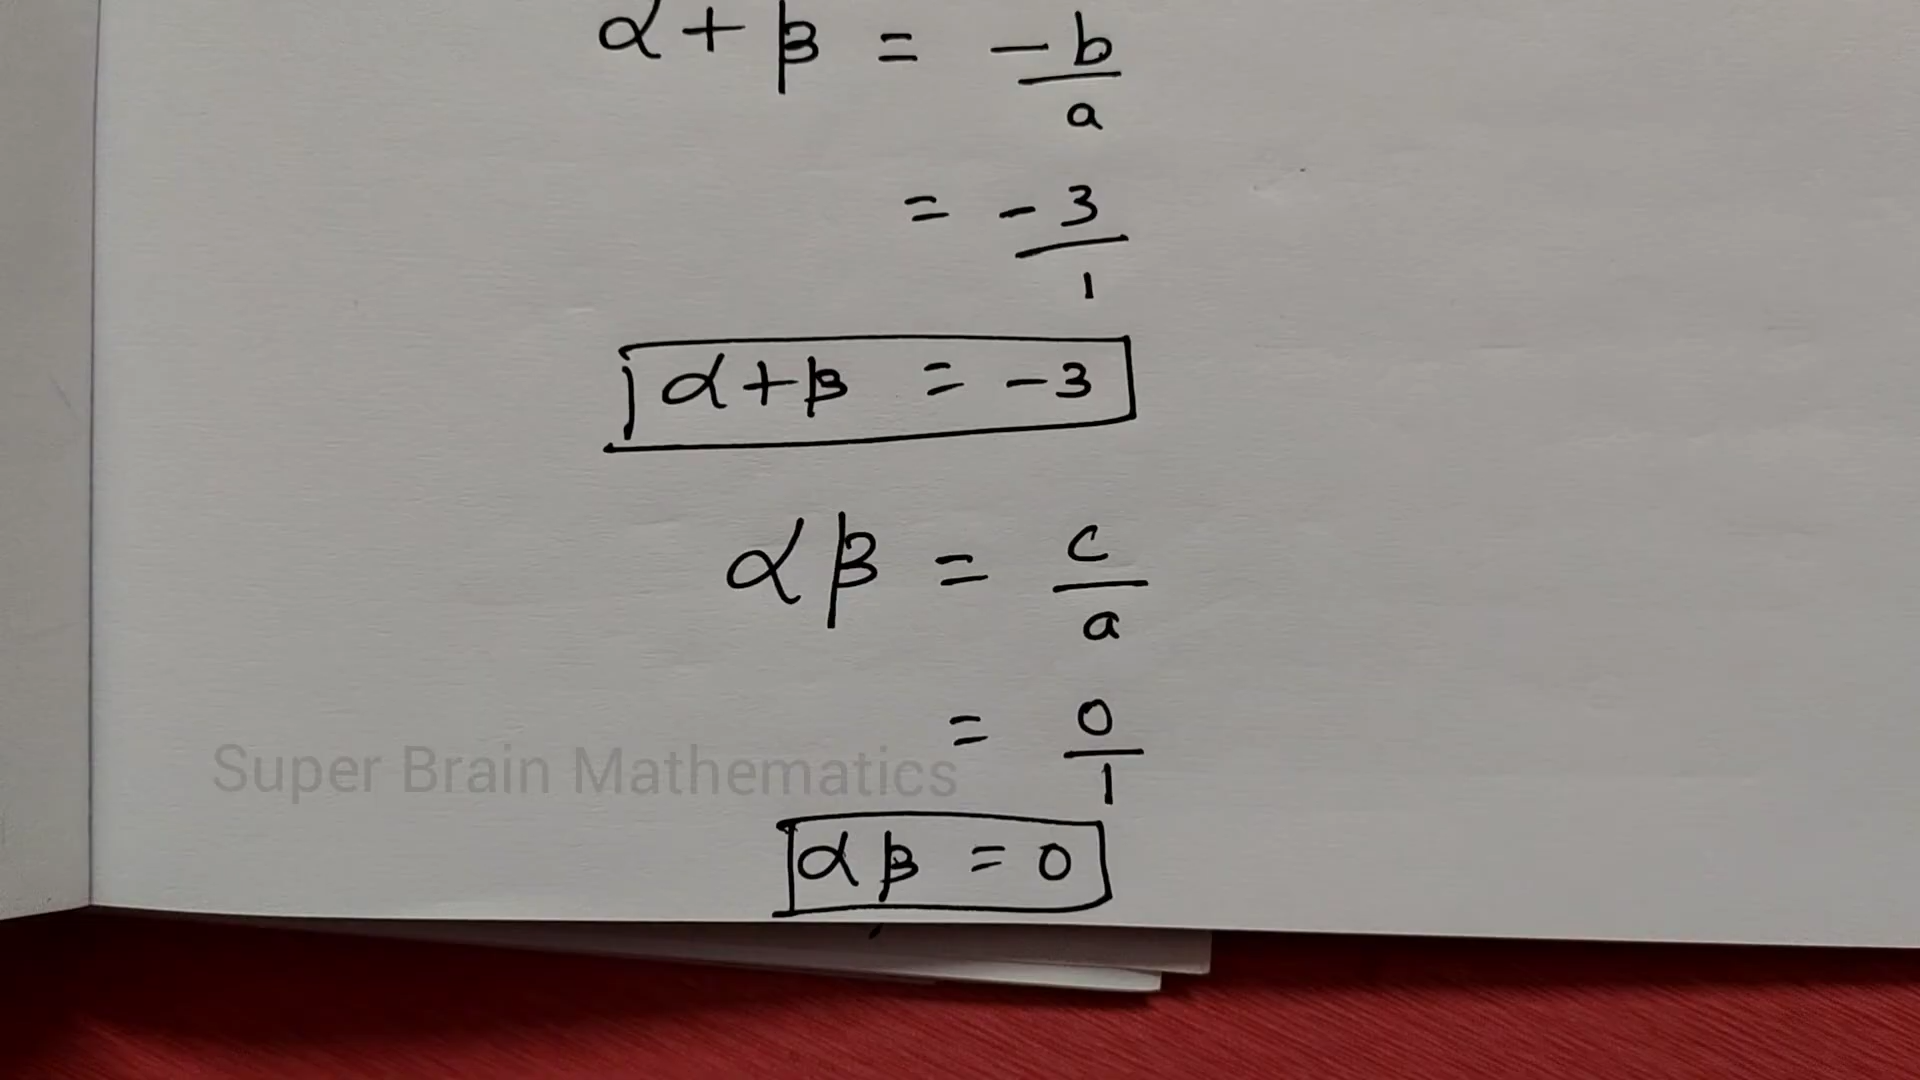 α + β = -b/a
= -3/1
α + β = -3
αβ = c/a
= 0/1
Super Brain Mathematics
αβ = 0